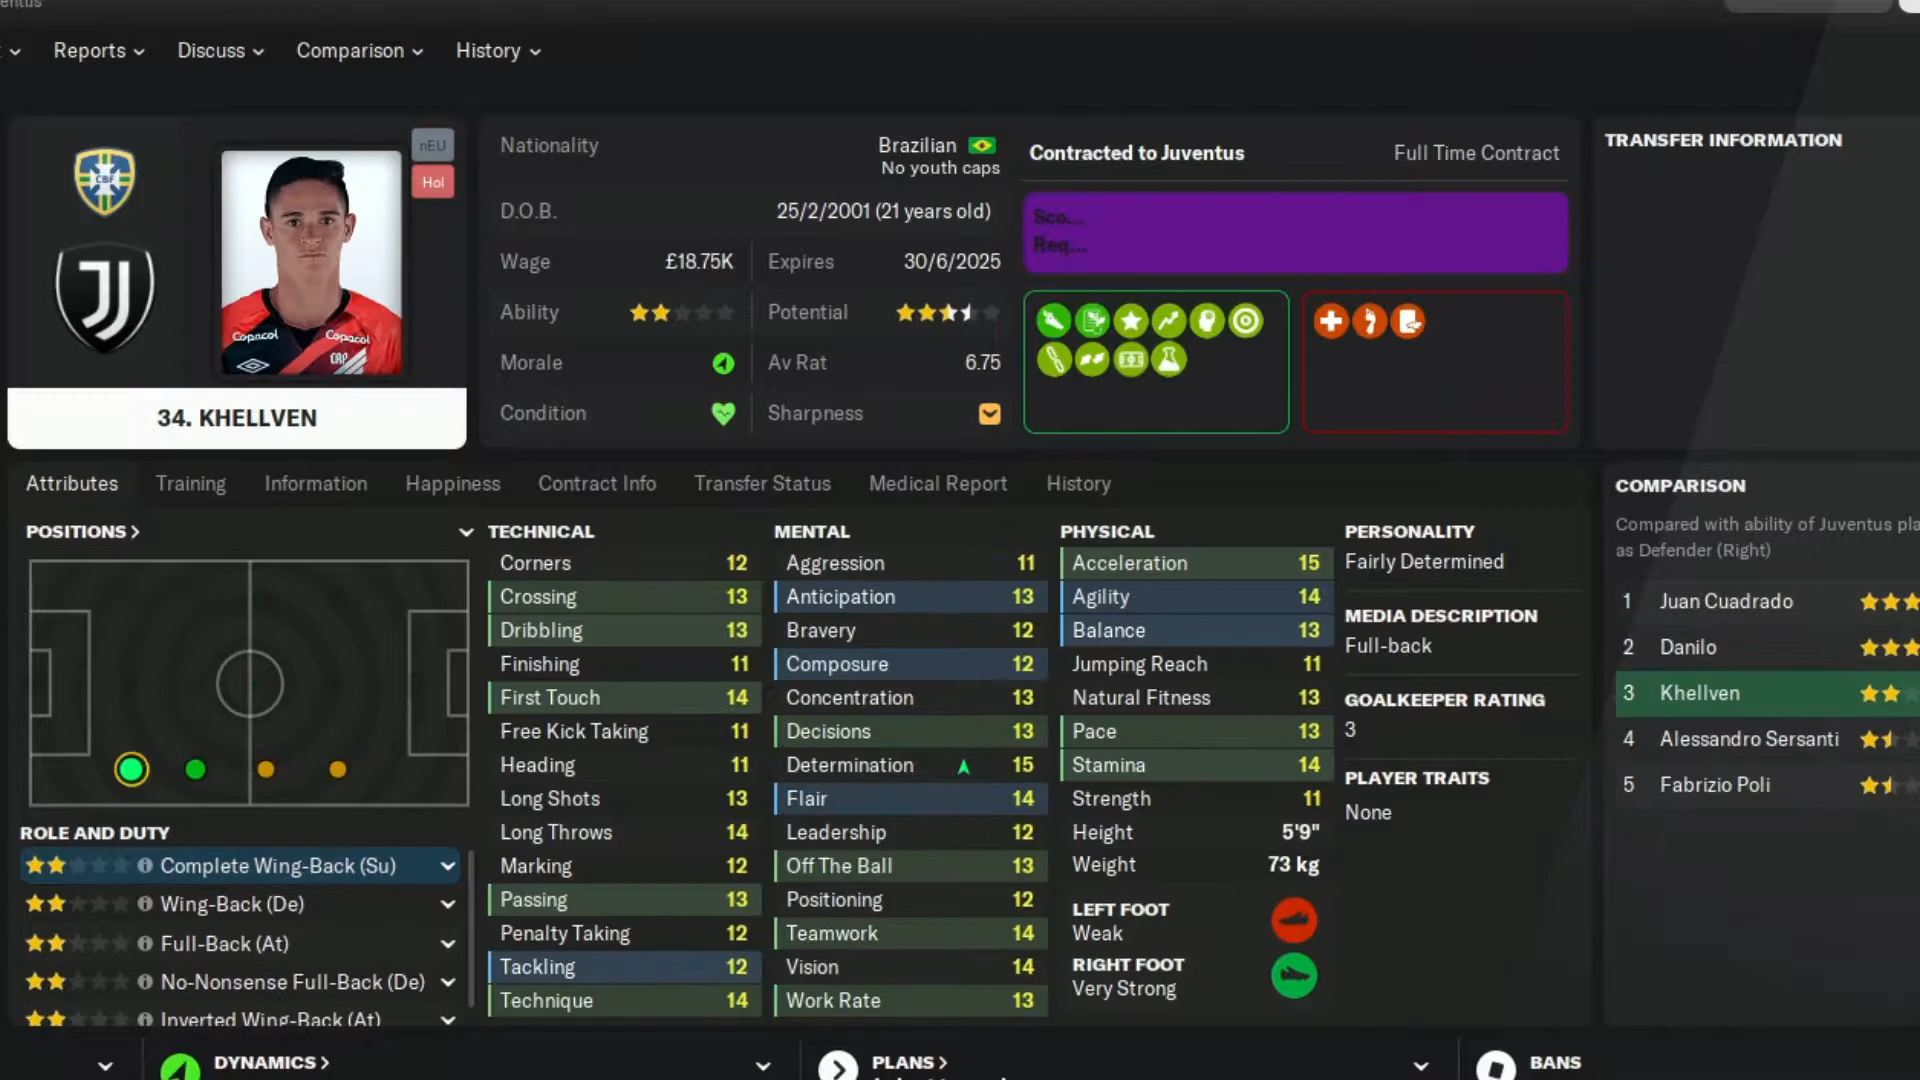 Reports
Discuss
Comparison
History
nEU
Hol
CBF
Copacol
Copacol
CAP
34. KHELLVEN
Nationality
Brazilian
No youth caps
D.O.B.
25/2/2001 (21 years old)
Wage £18.75K
Expires 30/6/2025
Ability
Potential
Morale
Av Rat 6.75
Condition
Sharpness
Contracted to Juventus
Full Time Contract
Sco...
Req...
TRANSFER INFORMATION
Attributes
Training
Information
Happiness
Contract Info
Transfer Status
Medical Report
History
POSITIONS >
ROLE AND DUTY
Complete Wing-Back (Su)
Wing-Back (De)
Full-Back (At)
No-Nonsense Full-Back (De)
Inverted Wing-Back (At)
TECHNICAL
Corners 12
Crossing 13
Dribbling 13
Finishing 11
First Touch 14
Free Kick Taking 11
Heading 11
Long Shots 13
Long Throws 14
Marking 12
Passing 13
Penalty Taking 12
Tackling 12
Technique 14
MENTAL
Aggression 11
Anticipation 13
Bravery 12
Composure 12
Concentration 13
Decisions 13
Determination 15
Flair 14
Leadership 12
Off The Ball 13
Positioning 12
Teamwork 14
Vision 14
Work Rate 13
PHYSICAL
Acceleration 15
Agility 14
Balance 13
Jumping Reach 11
Natural Fitness 13
Pace 13
Stamina 14
Strength 11
Height 5'9"
Weight 73 kg
LEFT FOOT
Weak
RIGHT FOOT
Very Strong
PERSONALITY
Fairly Determined
MEDIA DESCRIPTION
Full-back
GOALKEEPER RATING
3
PLAYER TRAITS
None
COMPARISON
Compared with ability of Juventus pla
as Defender (Right)
1 Juan Cuadrado
2 Danilo
3 Khellven
4 Alessandro Sersanti
5 Fabrizio Poli
DYNAMICS >
PLANS >
BANS